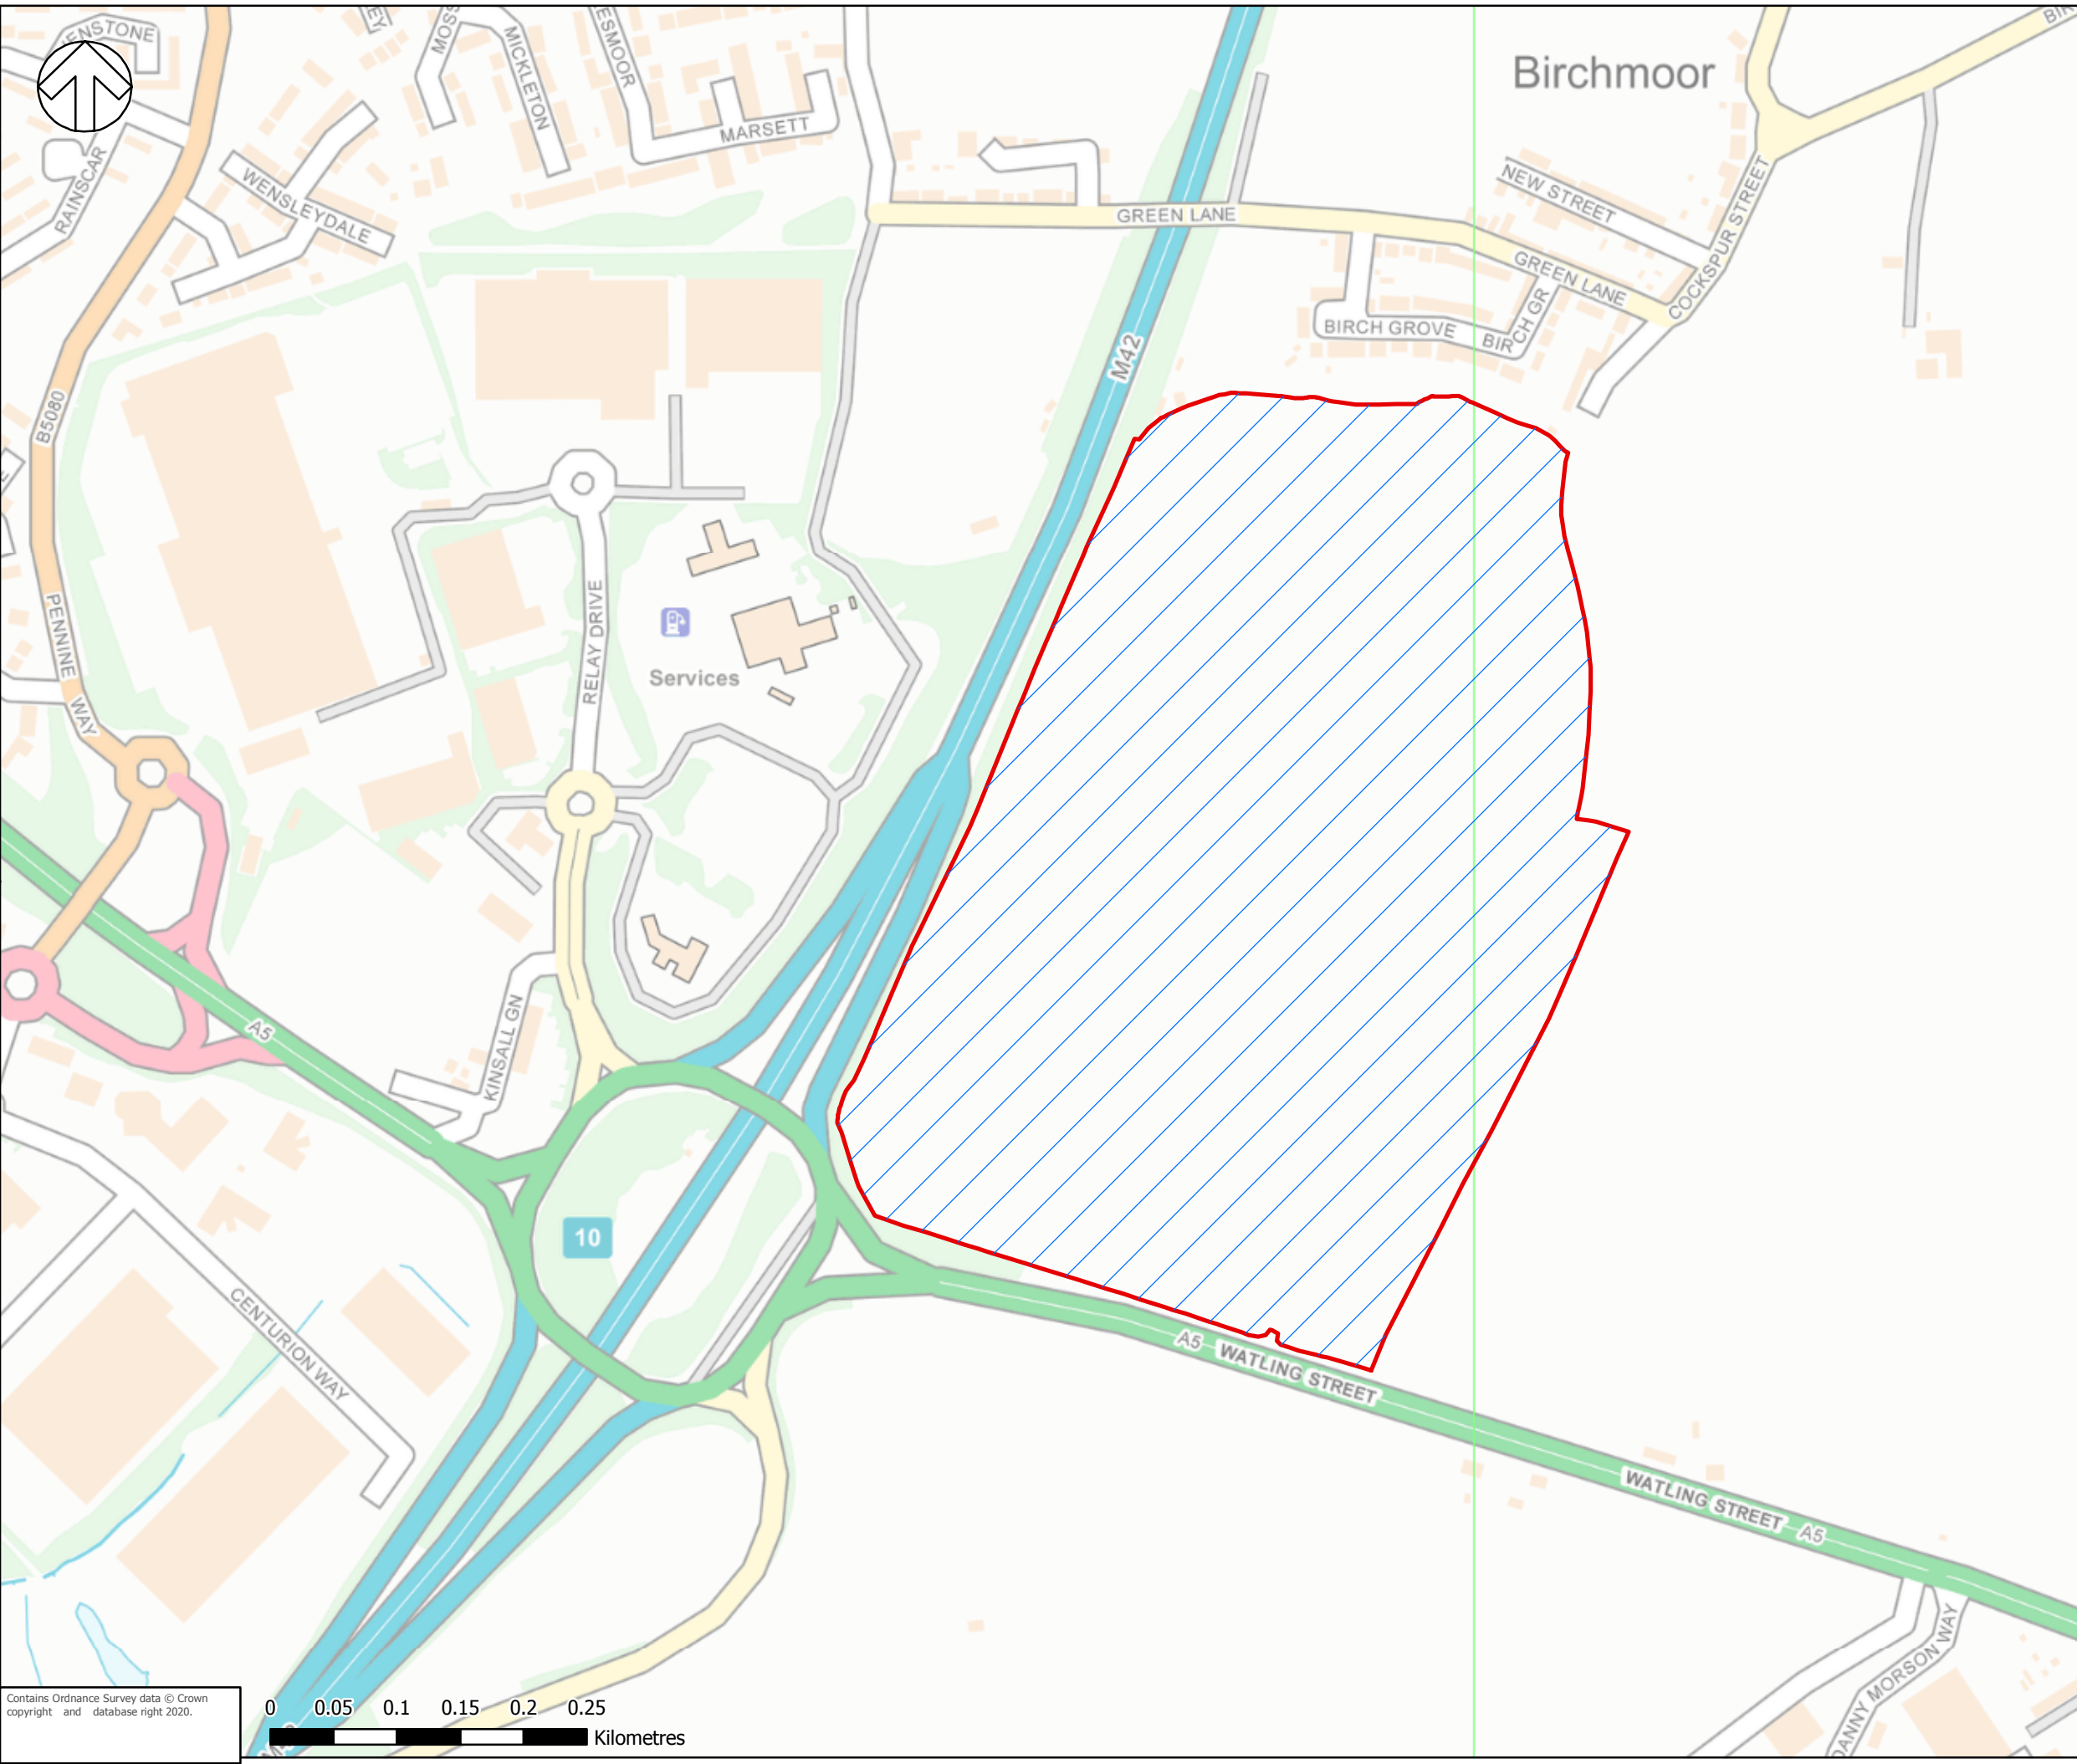 MICKLETON
MARSETT
RAINSCAR
WENSLEYDALE
Birchmoor
NEW STREET
COCKSPUR STREET
GREEN LANE
GREEN LANE
BIRCH GROVE
BIRCH GR
M42
B5080
PENNINE WAY
RELAY DRIVE
Services
A5
KINSALL GN
10
CENTURION WAY
A5 WATLING STREET
WATLING STREET A5
DANNY MORSON WAY
Contains Ordnance Survey data © Crown
copyright and database right 2020.
0 0.05 0.1 0.15 0.2 0.25
Kilometres